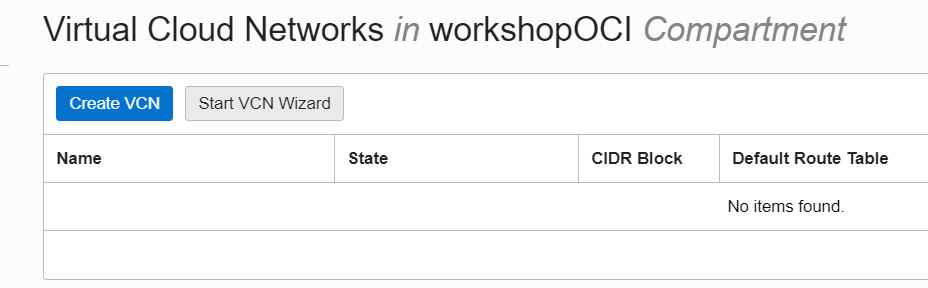 Virtual Cloud Networks in workshopOCI Compartment
Create VCN Start VCN Wizard
Name State CIDR Block Default Route Table
No items found.